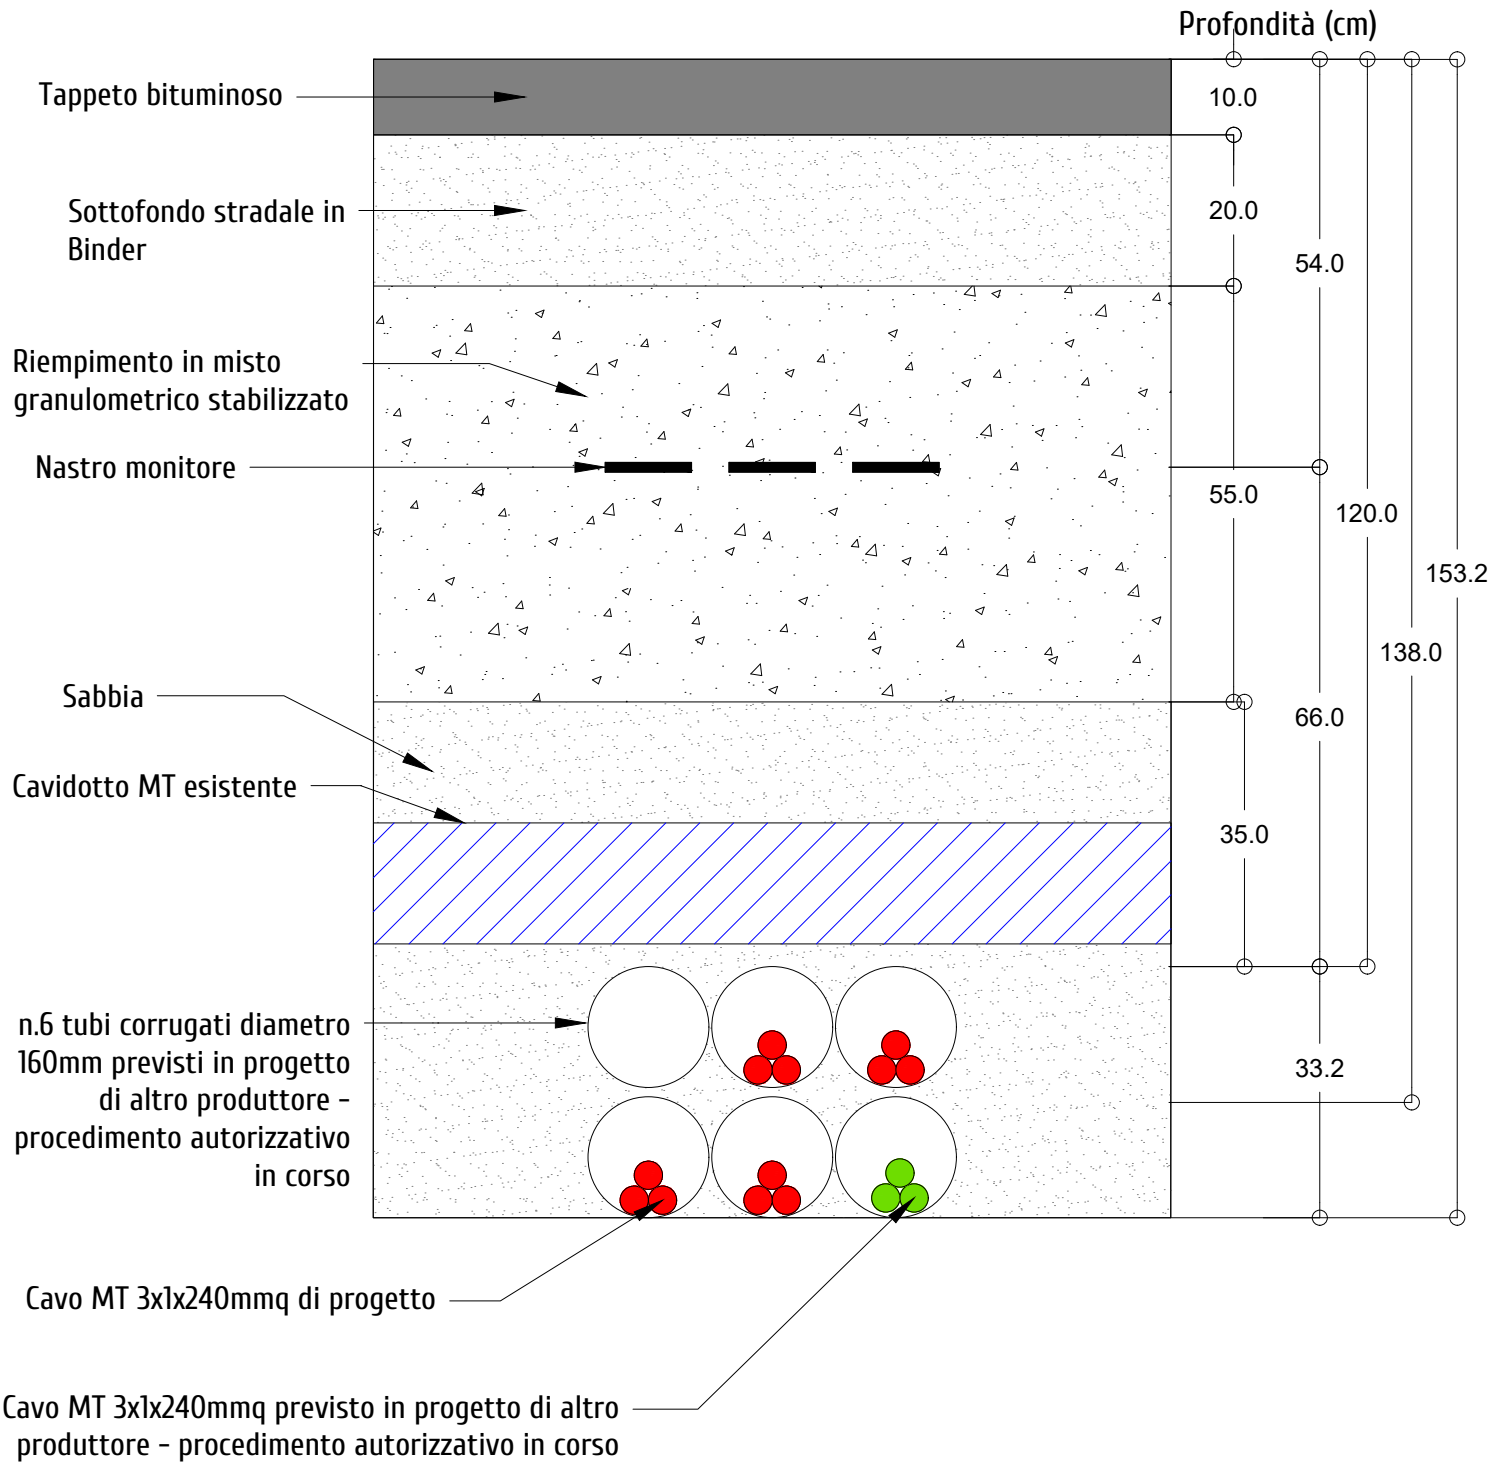 Profondità (cm)
Tappeto bituminoso
10.0
Sottofondo stradale in
Binder
20.0
54.0
Riempimento in misto
granulometrico stabilizzato
Nastro monitore
55.0
120.0
153.2
138.0
Sabbia
66.0
Cavidotto MT esistente
35.0
n.6 tubi corrugati diametro
160mm previsti in progetto
di altro produttore -
procedimento autorizzativo
in corso
33.2
Cavo MT 3x1x240mmq di progetto
Cavo MT 3x1x240mmq previsto in progetto di altro
produttore - procedimento autorizzativo in corso